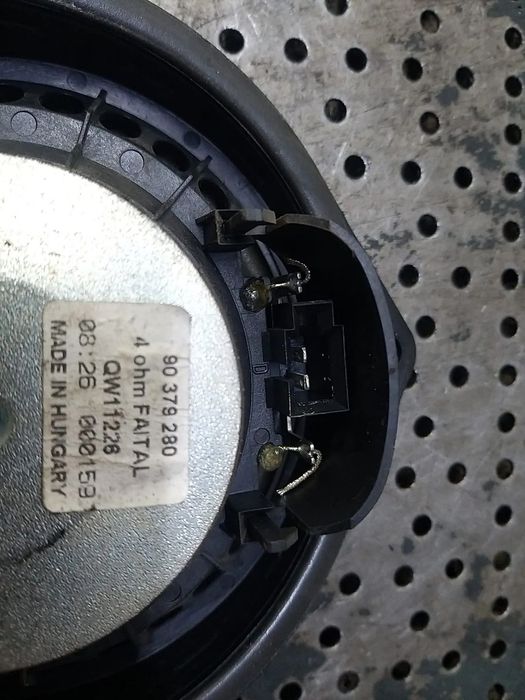 90 379 280
4 ohm FAITAL
QW11226
08:26 000159
MADE IN HUNGARY
D